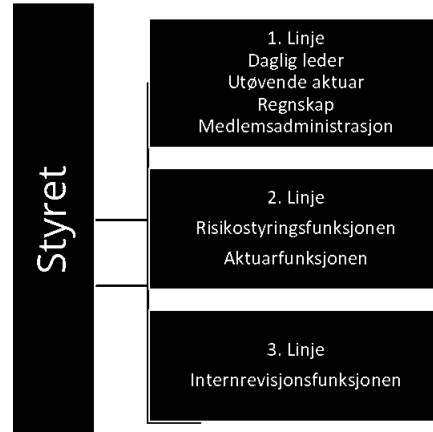 Styret
1. Linje
Daglig leder
Utøvende aktuar
Regnskap
Medlemsadministrasjon
2. Linje
Risikostyringsfunksjonen
Aktuarfunksjonen
3. Linje
Internrevisjonsfunksjonen